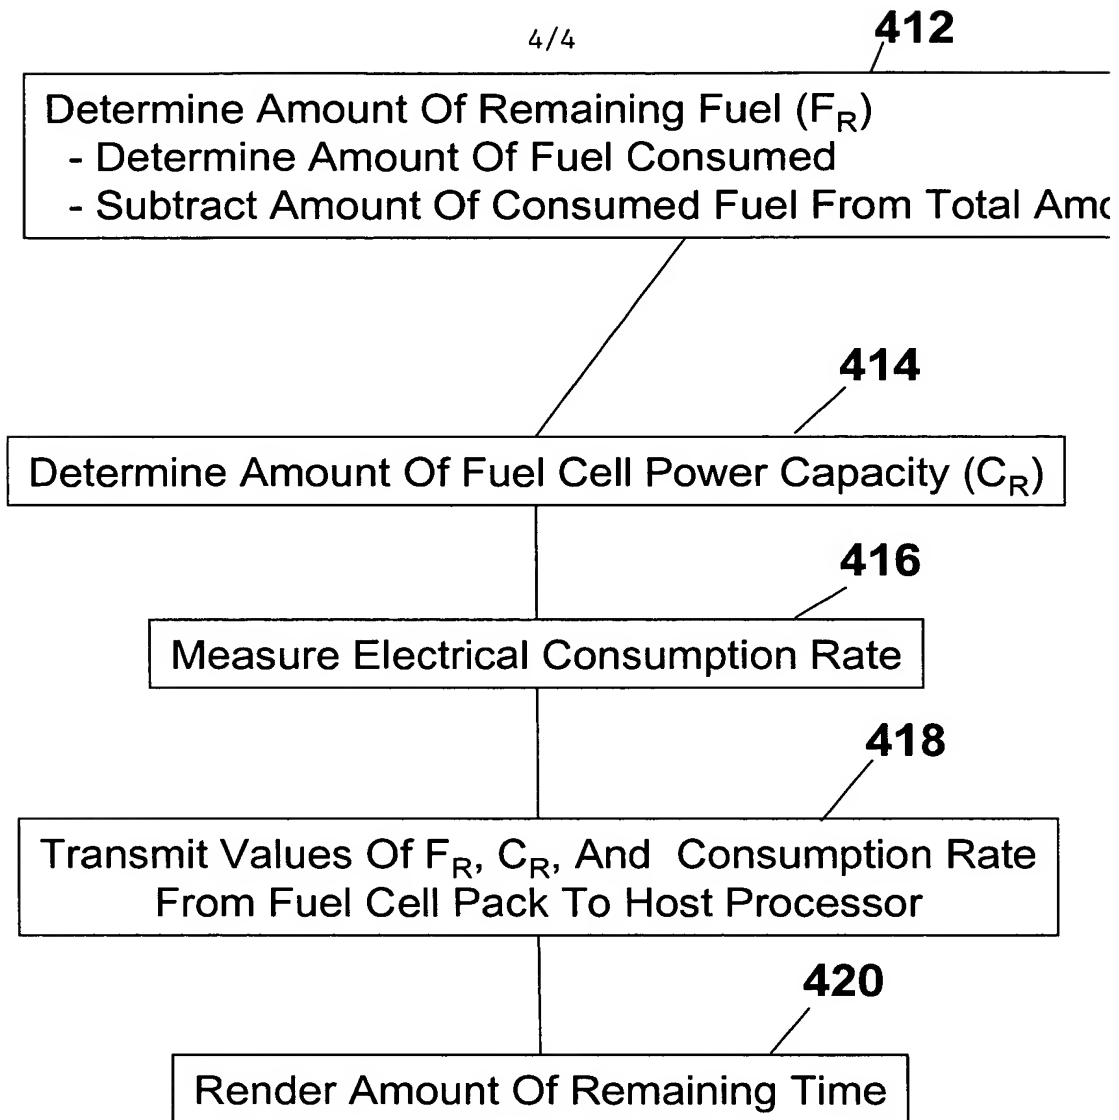 4/4
412
Determine Amount Of Remaining Fuel (F_R)
- Determine Amount Of Fuel Consumed
- Subtract Amount Of Consumed Fuel From Total
414
Determine Amount Of Fuel Cell Power Capacity (C_R)
416
Measure Electrical Consumption Rate
418
Transmit Values Of F_R, C_R, And Consumption Rate
From Fuel Cell Pack To Host Processor
420
Render Amount Of Remaining Time